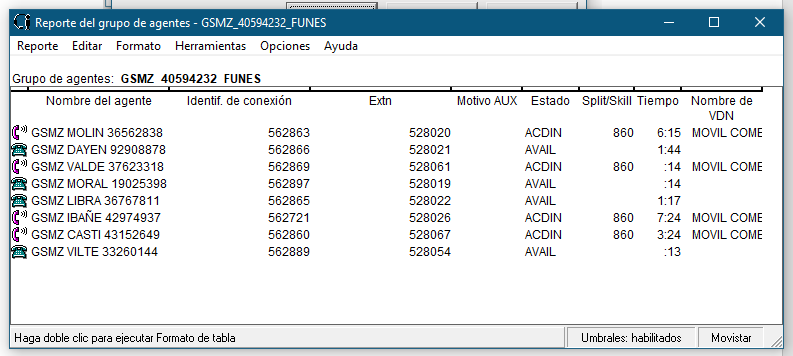 Reporte del grupo de agentes - GSMZ_40594232_FUNES
Reporte Editar Formato Herramientas Opciones Ayuda
Grupo de agentes: GSMZ 40594232 FUNES
Nombre del agente Identif. de conexión Extn Motivo AUX Estado Split/Skill Tiempo Nombre de
VDN
GSMZ MOLIN 36562838 562863 528020 ACDIN 860 6:15 MOVIL COME
GSMZ DAYEN 92908878 562866 528021 AVAIL 1:44
GSMZ VALDE 37623318 562869 528061 ACDIN 860 :14 MOVIL COME
GSMZ MORAL 19025398 562897 528019 AVAIL :14
GSMZ LIBRA 36767811 562865 528022 AVAIL 1:17
GSMZ IBAÑE 42974937 562721 528026 ACDIN 860 7:24 MOVIL COME
GSMZ CASTI 43152649 562860 528067 ACDIN 860 3:24 MOVIL COME
GSMZ VILTE 33260144 562889 528054 AVAIL :13
Haga doble clic para ejecutar Formato de tabla Umbrales: habilitados Movistar